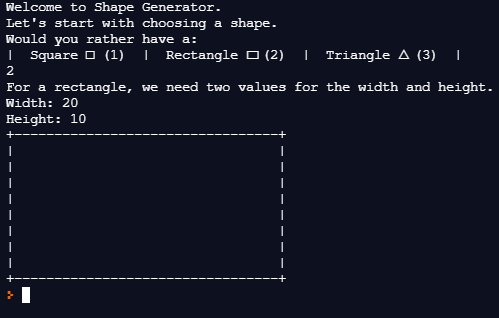 Welcome to Shape Generator.
Let's start with choosing a shape.
Would you rather have a:
|  Square □ (1)  |  Rectangle ▭ (2)  |  Triangle △ (3)  |
2
For a rectangle, we need two values for the width and height.
Width: 20
Height: 10
+---------------------------------+
|                                 |
|                                 |
|                                 |
|                                 |
|                                 |
|                                 |
|                                 |
|                                 |
+---------------------------------+
>